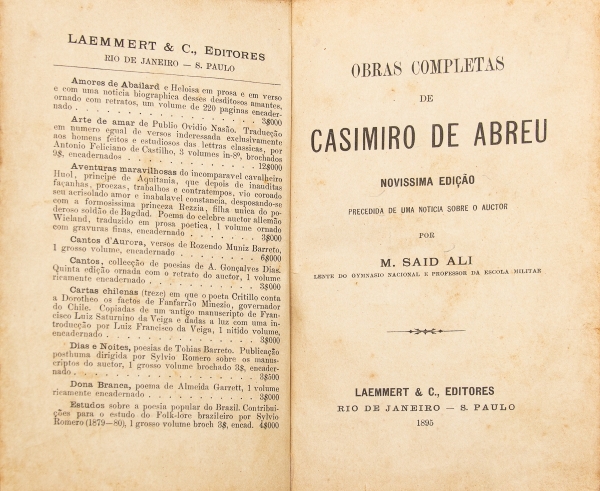 LAEMMERT & C., EDITORES
RIO DE JANEIRO — S. PAULO
Amores de Abailard e Heloisa em prosa e em verso
e com uma noticia biographica desses desditosos amantes,
ornado com retratos, um volume de 220 paginas encader-
nado . . . . . . . . . . . . . . 3$000
Arte de amar de Publio Ovidio Nasão. Traducção
em numero egual de versos interessada exclusivamente
aos homens feitos e estudiosos das lettras classicas, por
Antonio Feliciano de Castilho, 3 volumes in-8º, brochados
9$, encadernados . . . . . . . . . . 12$000
Aventuras maravilhosas do incomparavel cavalheiro
Huol, principe de Aquitania, que depois de inauditas
façanhas, proezas, trabalhos e contratempos, vio coroado
seu acrisolado amor e inabalavel constancia, desposando-se
com a formosissima princeza Rezzia, filha unica do po-
deroso soldão de Bagdad. Poema do celebre auctor allemão
Wieland, traduzido em prosa poetica, 1 volume ornado
com gravuras finas, encadernado . . . . . . 3$000
Cantos d'Aurora, versos de Rozendo Muniz Barreto,
1 grosso volume, encadernado . . . . . . . 6$000
Cantos, collecção de poesias de A. Gonçalves Dias.
Quinta edição ornada com o retrato do auctor, 1 volume
ricamente encadernado . . . . . . . . . 3$000
Cartas chilenas (treze) em que o poeta Critillo conta
a Dorotheo os factos de Fanfarrão Minezio, governador
do Chile. Copiadas de um antigo manuscripto de Fran-
cisco Luiz Saturnino da Veiga e dadas a luz com uma in-
troducção por Luiz Francisco da Veiga, 1 nitido volume,
encadernado . . . . . . . . . . . . 3$000
Dias e Noites, poesias de Tobias Barreto. Publicação
posthuma dirigida por Sylvio Romero sobre os manus-
criptos do auctor, 1 grosso volume brochado 3$, encader-
nado . . . . . . . . . . . . . . 3$500
Dona Branca, poema de Almeida Garrett, 1 volume
ricamente encadernado . . . . . . . . . 3$000
Estudos sobre a poesia popular do Brazil. Contribui-
ções para o estudo do Folk-lore brazileiro por Sylvio
Romero (1879—80), 1 grosso volume broch 3$, encad. 4$000
OBRAS COMPLETAS
DE
CASIMIRO DE ABREU
NOVISSIMA EDIÇÃO
PRECEDIDA DE UMA NOTICIA SOBRE O AUCTOR
POR
M. SAID ALI
LENTE DO GYMNASIO NACIONAL E PROFESSOR DA ESCOLA MILITAR
LAEMMERT & C., EDITORES
RIO DE JANEIRO — S. PAULO
1895